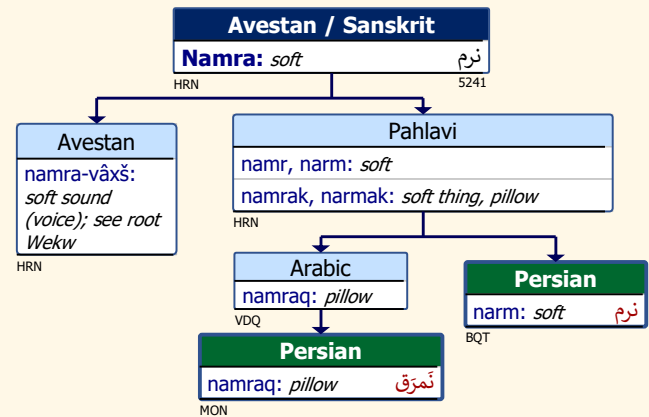 Avestan / Sanskrit
Namra: soft نرم
HRN 5241
Avestan
namra-vâxš:
soft sound
(voice); see root
Wekw
HRN
Pahlavi
namr, narm: soft
namrak, narmak: soft thing, pillow
HRN
Arabic
namraq: pillow
VDQ
Persian
narm: soft نرم
BQT
Persian
namraq: pillow نَمرَق
MON